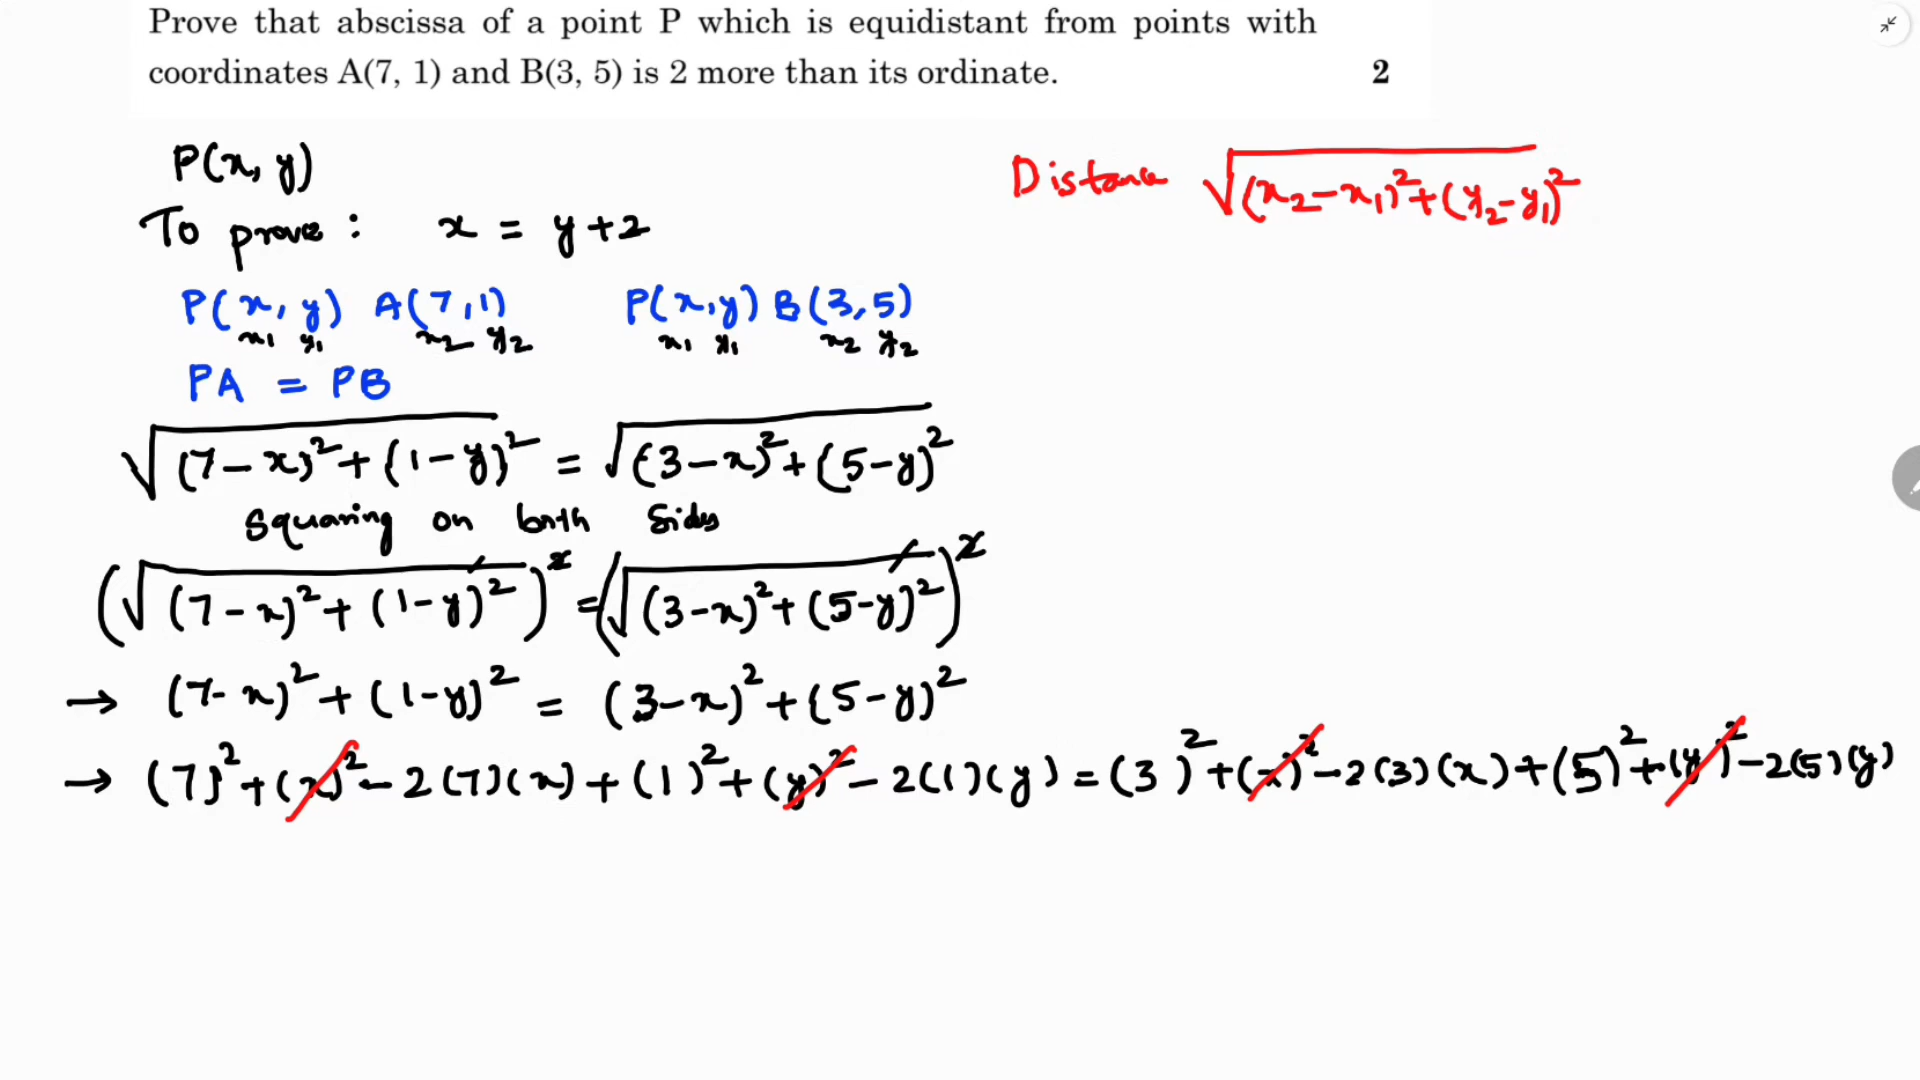 Prove that abscissa of a point P which is equidistant from points with
coordinates A(7, 1) and B(3, 5) is 2 more than its ordinate. 2
P(x, y)
Distance √((x₂-x₁)²+(y₂-y₁)²)
To prove : x = y+2
P(x, y) A(7,1) P(x,y) B(3,5)
x₁ y₁ x₂ y₂ x₁ y₁ x₂ y₂
PA = PB
√((7-x)²+(1-y)²) = √((3-x)²+(5-y)²)
Squaring on both sides
(√((7-x)²+(1-y)²))² = (√((3-x)²+(5-y)²))²
→ (7-x)²+(1-y)² = (3-x)²+(5-y)²
→ (7)²+(x)²-2(7)(x)+(1)²+(y)²-2(1)(y) = (3)²+(x)²-2(3)(x)+(5)²+(y)²-2(5)(y)